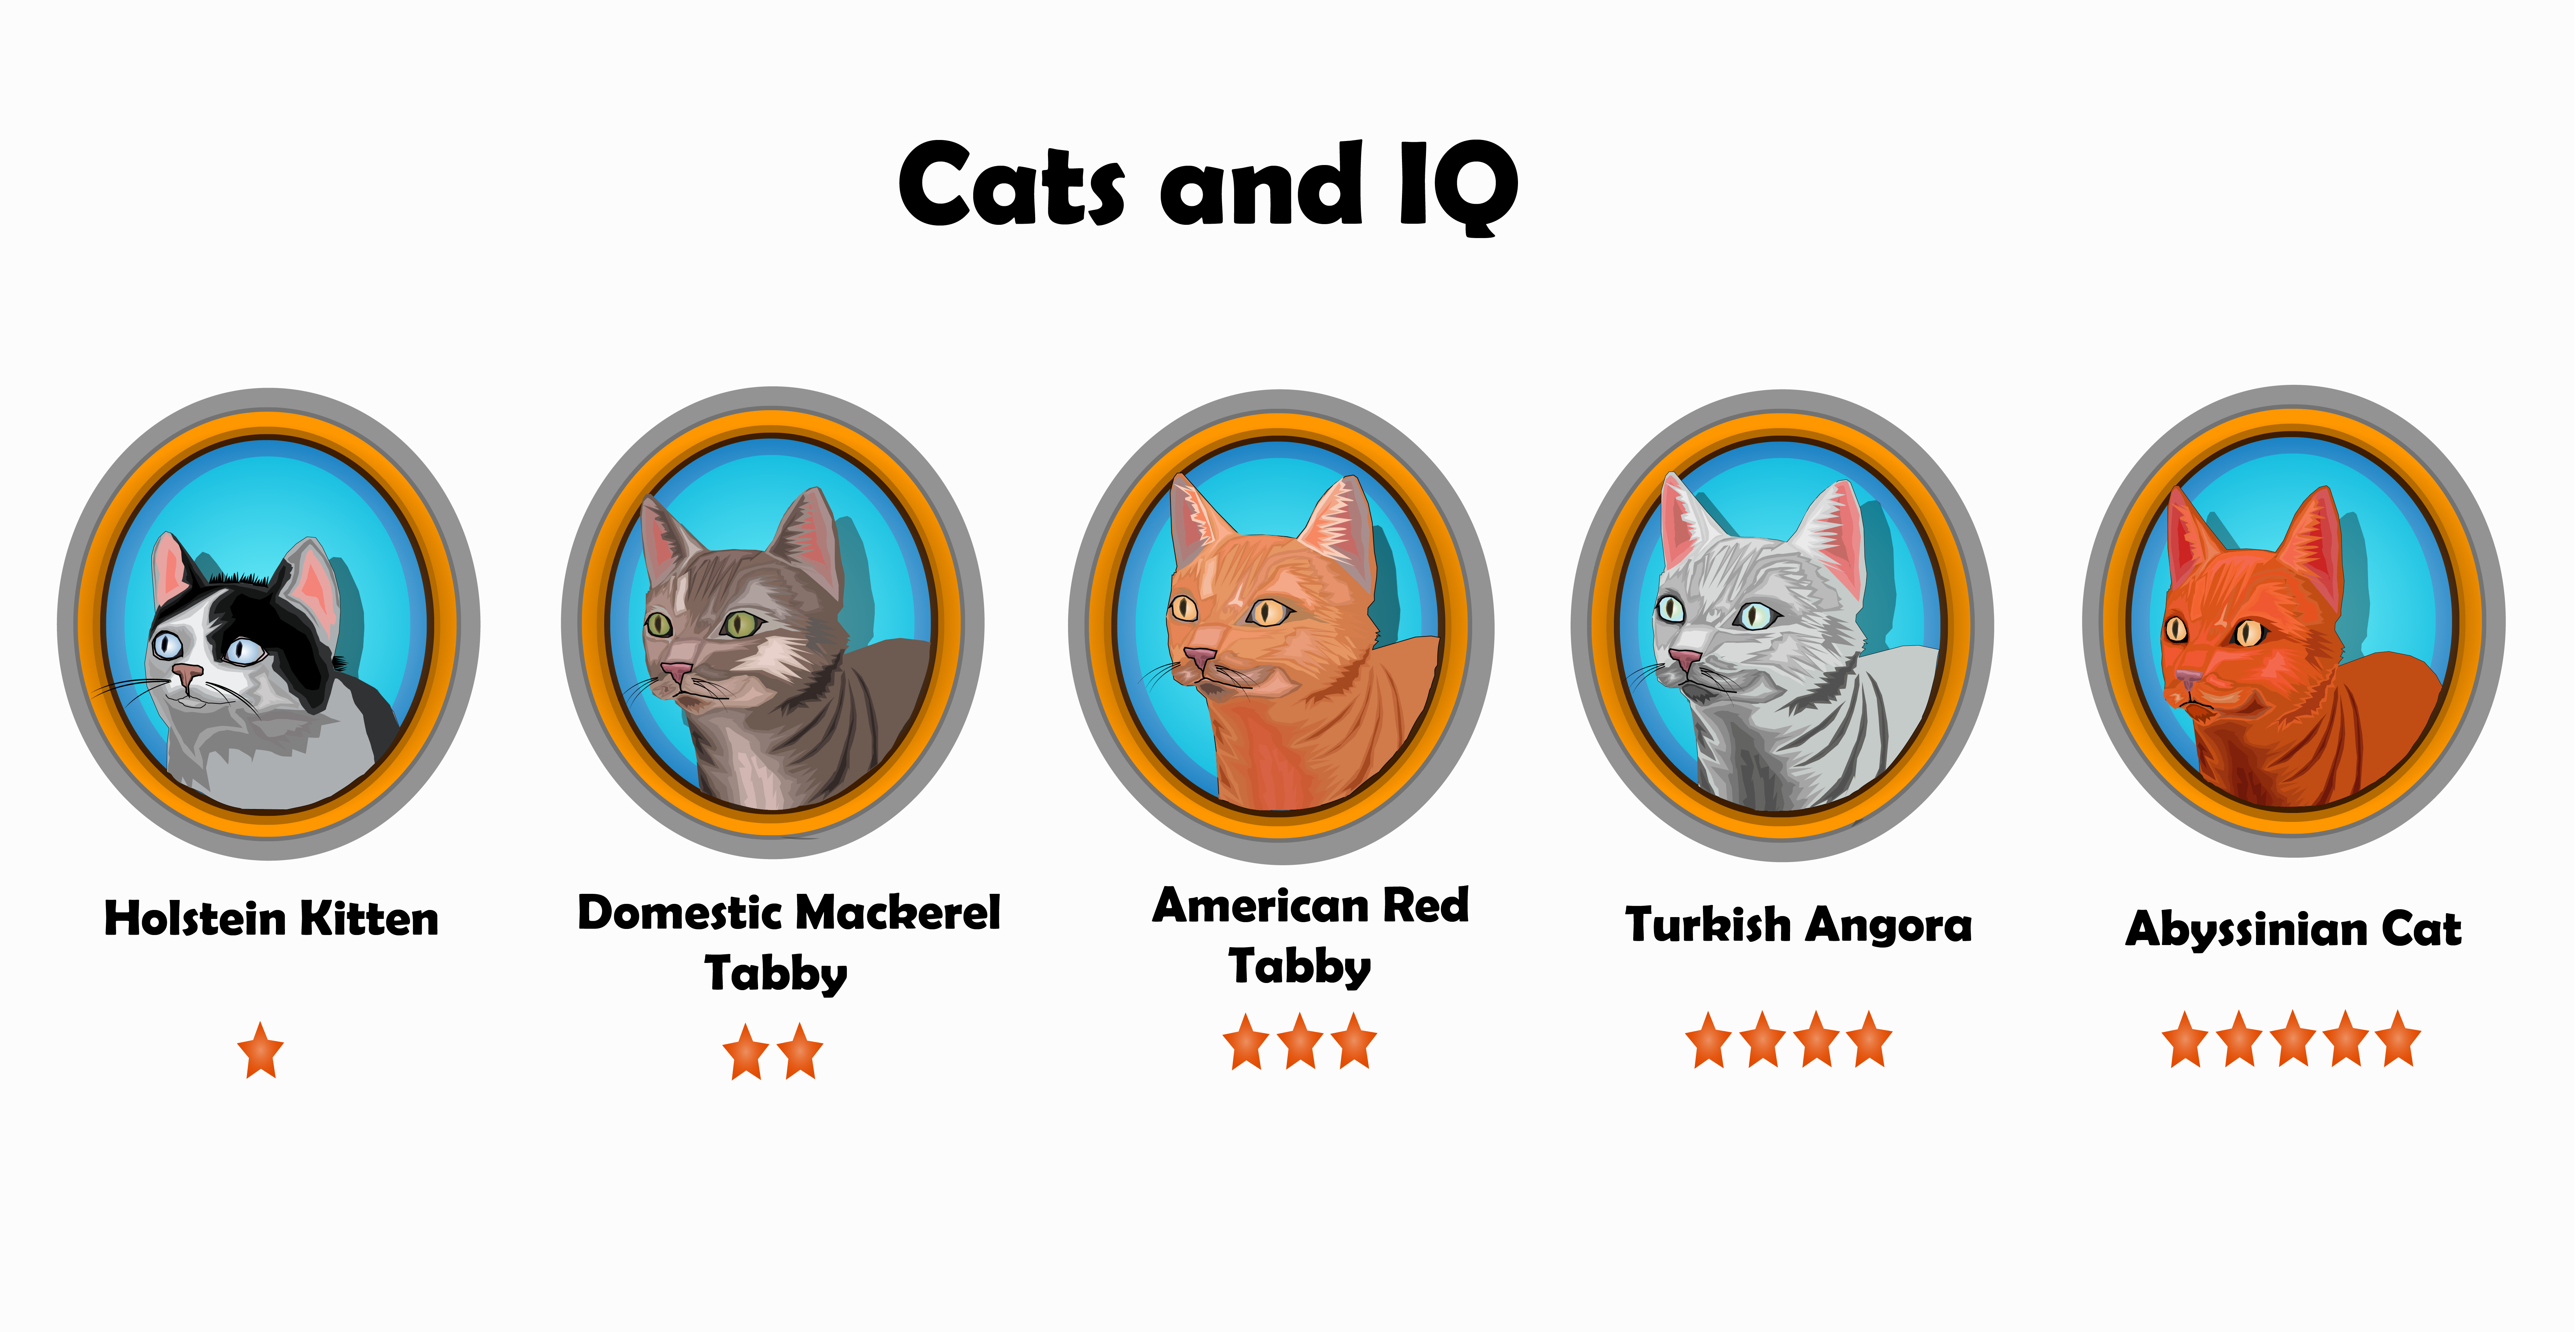 Cats and IQ
Holstein Kitten
Domestic Mackerel
Tabby
American Red
Tabby
Turkish Angora
Abyssinian Cat